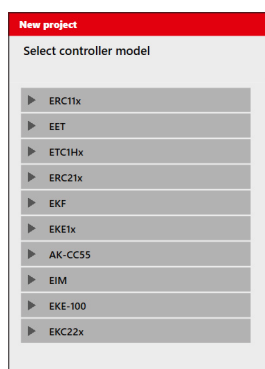 New project
Select controller model
ERC11x
EET
ETC1Hx
ERC21x
EKF
EKE1x
AK-CC55
EIM
EKE-100
EKC22x